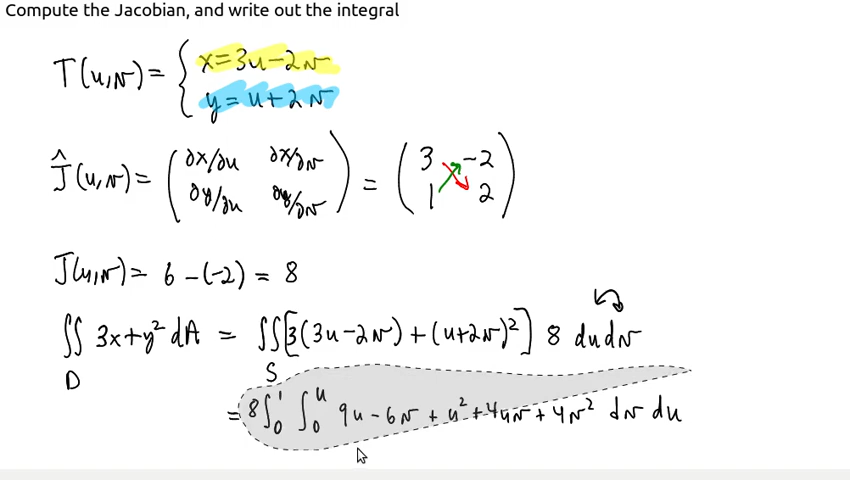 Compute the Jacobian, and write out the integral
T(u,v) = { x=3u-2v
y=u+2v
Ĵ(u,v) = ( ∂x/∂u ∂x/∂v
∂y/∂u ∂y/∂v ) = ( 3 -2
1 2 )
J(u,v) = 6 -(-2) = 8
∬_D 3x+y² dA = ∬_S [3(3u-2v)+(u+2v)²] 8 du dv
= 8∫₀¹ ∫₀ᵘ 9u - 6v + u² + 4uv + 4v² dv du